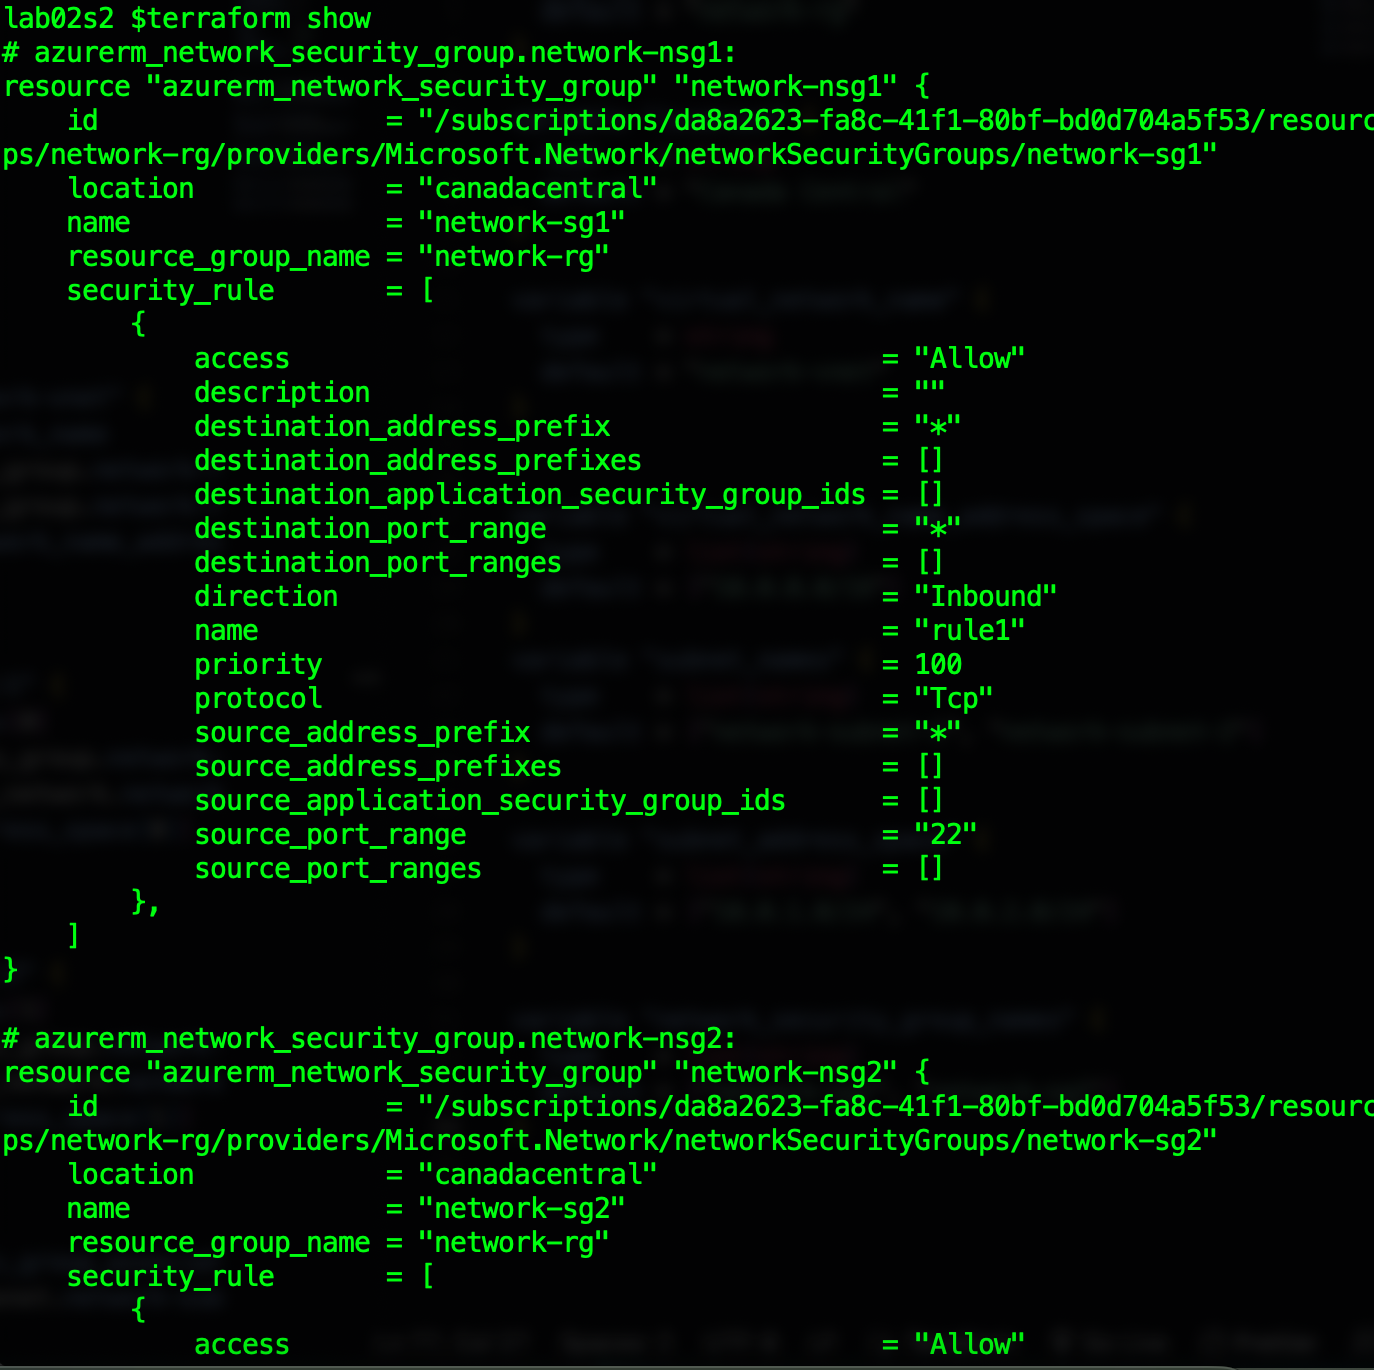 lab02s2 $terraform show
# azurerm_network_security_group.network-nsg1:
resource "azurerm_network_security_group" "network-nsg1" {
    id                  = "/subscriptions/da8a2623-fa8c-41f1-80bf-bd0d704a5f53/resourc
ps/network-rg/providers/Microsoft.Network/networkSecurityGroups/network-sg1"
    location            = "canadacentral"
    name                = "network-sg1"
    resource_group_name = "network-rg"
    security_rule       = [
        {
            access                                     = "Allow"
            description                                = ""
            destination_address_prefix                 = "*"
            destination_address_prefixes               = []
            destination_application_security_group_ids = []
            destination_port_range                     = "*"
            destination_port_ranges                    = []
            direction                                  = "Inbound"
            name                                       = "rule1"
            priority                                   = 100
            protocol                                   = "Tcp"
            source_address_prefix                      = "*"
            source_address_prefixes                    = []
            source_application_security_group_ids      = []
            source_port_range                          = "22"
            source_port_ranges                         = []
        },
    ]
}

# azurerm_network_security_group.network-nsg2:
resource "azurerm_network_security_group" "network-nsg2" {
    id                  = "/subscriptions/da8a2623-fa8c-41f1-80bf-bd0d704a5f53/resourc
ps/network-rg/providers/Microsoft.Network/networkSecurityGroups/network-sg2"
    location            = "canadacentral"
    name                = "network-sg2"
    resource_group_name = "network-rg"
    security_rule       = [
        {
            access                                     = "Allow"